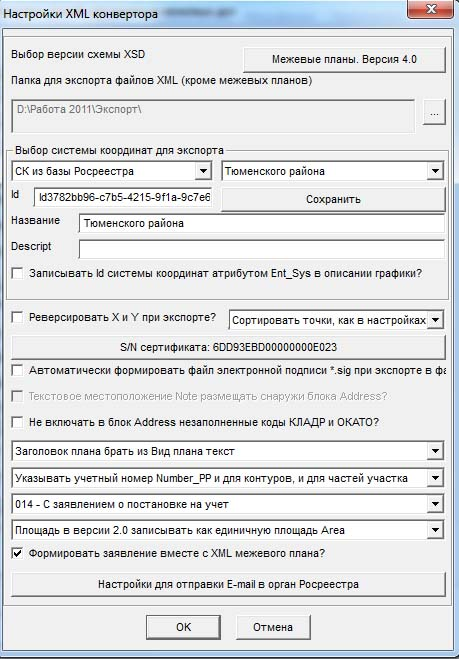 Настройки XML конвертора
Выбор версии схемы XSD
Межевые планы. Версия 4.0
Папка для экспорта файлов XML (кроме межевых планов)
D:\Работа 2011\Экспорт\
...
Выбор системы координат для экспорта
СК из базы Росреестра
Тюменского района
Id
Id3782bb96-c7b5-4215-9f1a-9c7e6
Сохранить
Название
Тюменского района
Descript
Записывать Id системы координат атрибутом Ent_Sys в описании графики?
Реверсировать X и Y при экспорте?
Сортировать точки, как в настройках
S/N сертификата: 6DD93EBD00000000E023
Автоматически формировать файл электронной подписи *.sig при экспорте в фа
Текстовое местоположение Note размещать снаружи блока Address?
Не включать в блок Address незаполненные коды КЛАДР и ОКАТО?
Заголовок плана брать из Вид плана текст
Указывать учетный номер Number_PP и для контуров, и для частей участка
014 - С заявлением о постановке на учет
Площадь в версии 2.0 записывать как единичную площадь Area
Формировать заявление вместе с XML межевого плана?
Настройки для отправки E-mail в орган Росреестра
OK
Отмена